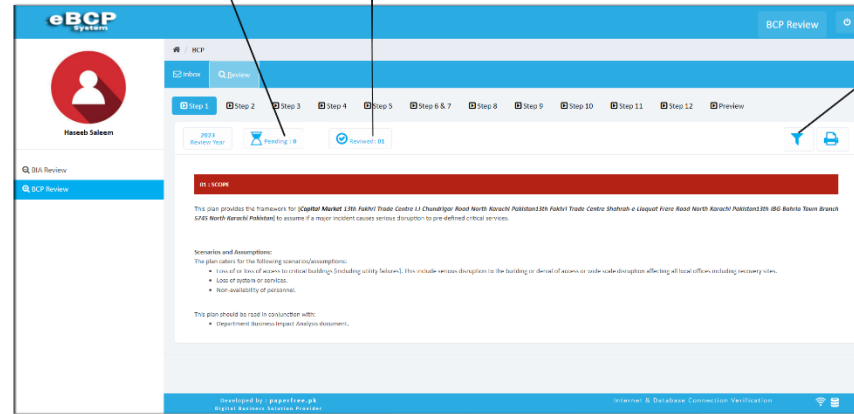 eBCP
System
BCP Review
BCP
Inbox
Review
Step 1 Step 2 Step 3 Step 4 Step 5 Step 6 & 7 Step 8 Step 9 Step 10 Step 11 Step 12 Preview
Haseeb Saleem
2023
Review Year
Pending : 0
Reviwed : 01
BIA Review
BCP Review
01 : SCOPE
This plan provides the framework for [Capital Market 13th Fakhri Trade Centre I.I Chundrigar Road North Karachi Pakistan13th Fakhri Trade Centre Shahrah-e Liaquat Frere Road North Karachi Pakistan13th IBG-Bahria Town Branch
5745 North Karachi Pakistan] to assume if a major incident causes serious disruption to pre-defined critical services.
Scenarios and Assumptions:
The plan caters for the following scenarios/assumptions:
• Loss of or loss of access to critical buildings [including utility failures]. This include serious disruption to the building or denial of access or wide scale disruption affecting all local offices including recovery sites.
• Loss of system or services.
• Non-availability of personnel.
This plan should be read in conjunction with:
• Department Business Impact Analysis document.
Developed by : paperfree.pk
Digital Business Solution Provider
Internet & Database Connection Verification